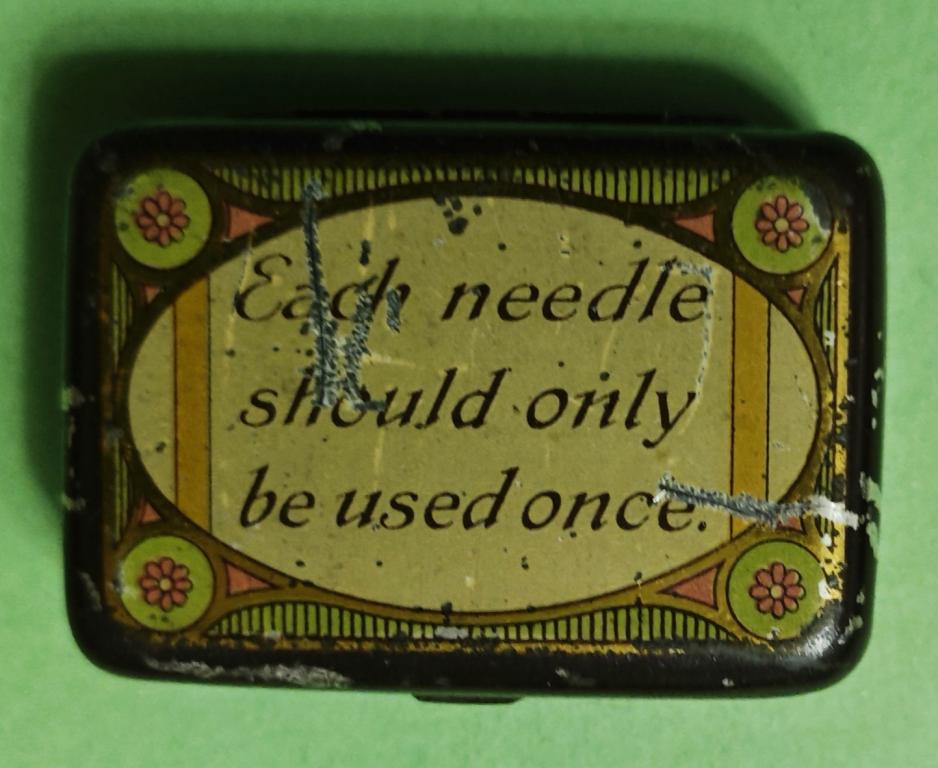 Each needle
should only
be used once.